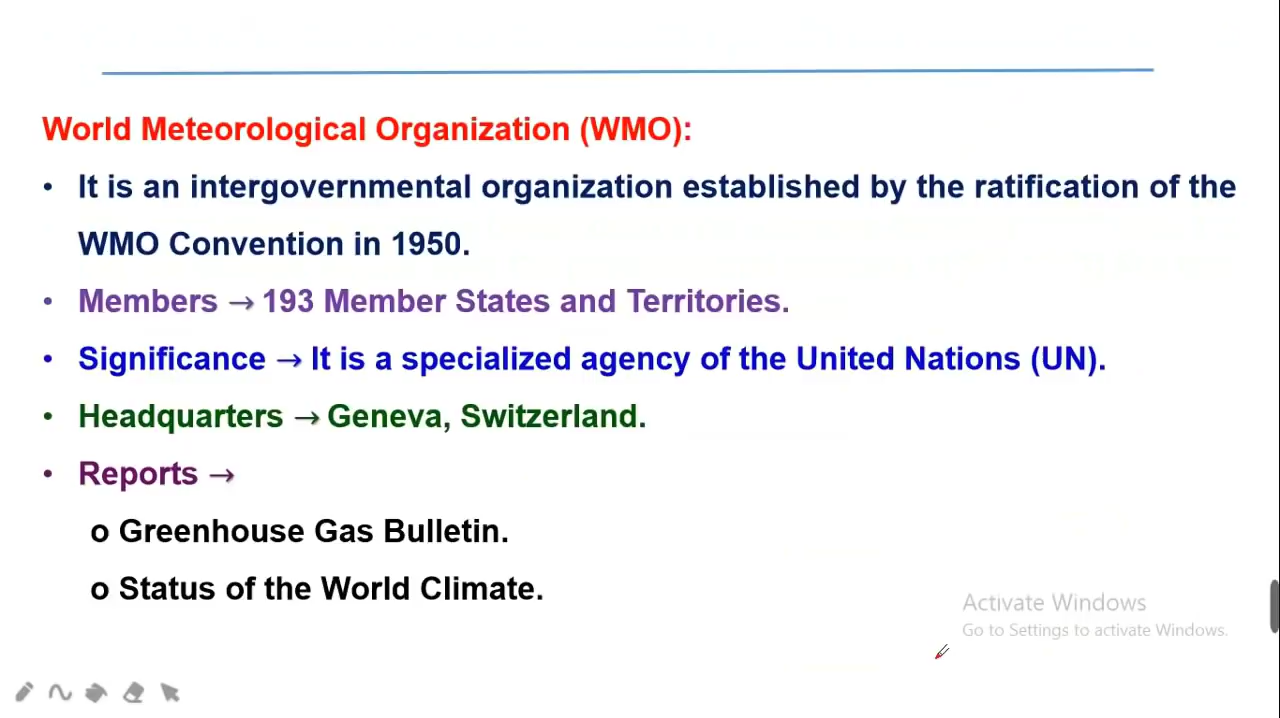 World Meteorological Organization (WMO):
• It is an intergovernmental organization established by the ratification of the
WMO Convention in 1950.
• Members → 193 Member States and Territories.
• Significance → It is a specialized agency of the United Nations (UN).
• Headquarters → Geneva, Switzerland.
• Reports →
o Greenhouse Gas Bulletin.
o Status of the World Climate.
Activate Windows
Go to Settings to activate Windows.